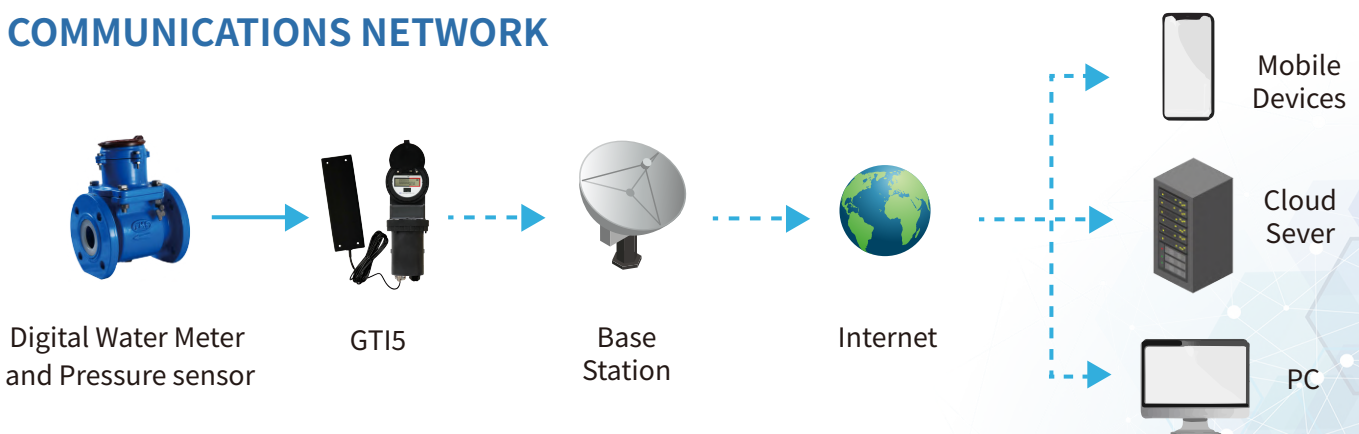 COMMUNICATIONS NETWORK
Mobile
Devices
Cloud
Sever
Digital Water Meter
and Pressure sensor
GTI5
Base
Station
Internet
PC